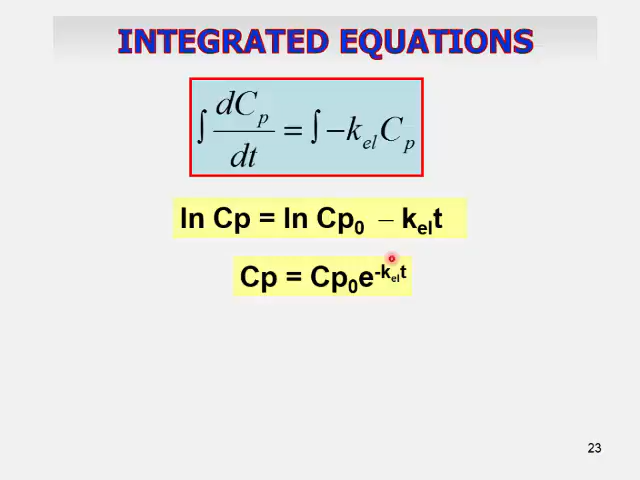 INTEGRATED EQUATIONS
∫ dC_p/dt = ∫ −k_el C_p
ln Cp = ln Cp₀ – k_el t
Cp = Cp₀e^(-k_el t)
23